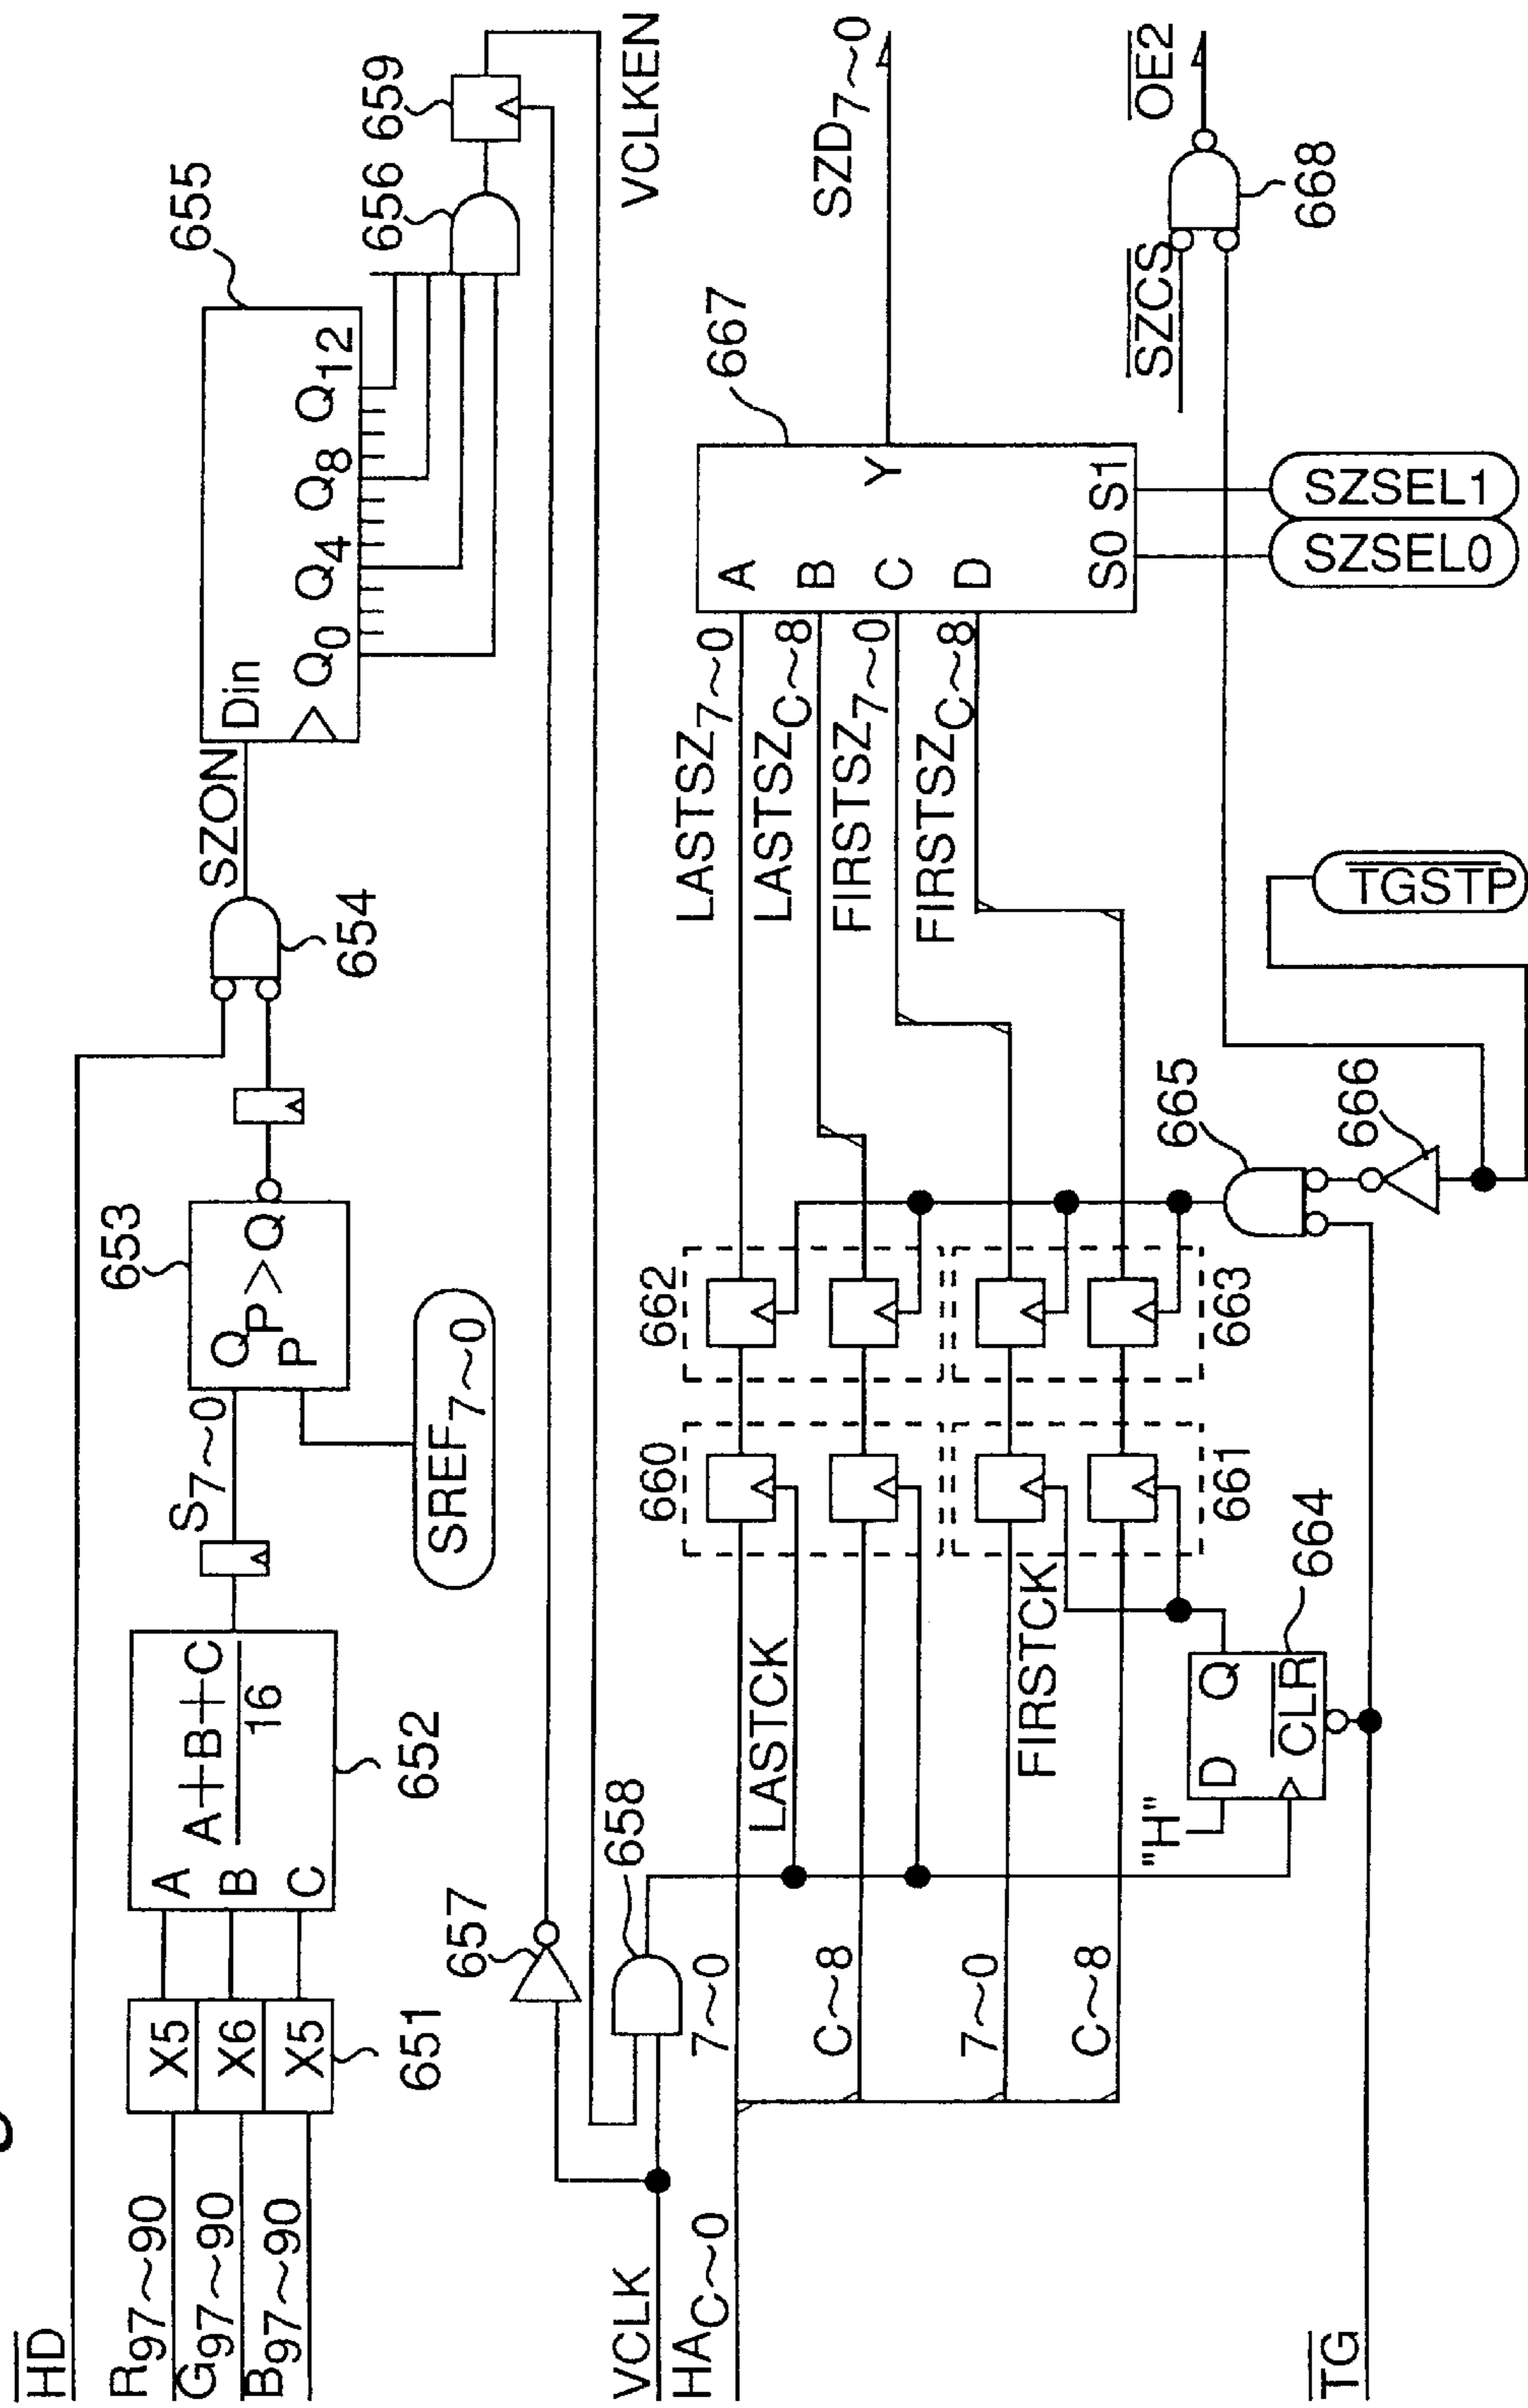 HD
R97~90
G97~90
B97~90
X5
X6
X5
651
A
B
C
A+B+C
16
652
S7~0
SREF7~0
Q
P
P>Q
653
654
SZON
Din
Q0
Q4
Q8
Q12
655
656
659
657
658
VCLKEN
VCLK
HAC~0
7~0
C~8
7~0
C~8
LASTCK
FIRSTCK
660
661
662
663
"H"
D
Q
CLR
664
665
666
TG
TGSTP
LASTSZ7~0
LASTSZC~8
FIRSTSZ7~0
FIRSTSZC~8
A
B
C
D
Y
S0
S1
667
SZSEL0
SZSEL1
SZD7~0
SZCS
668
OE2